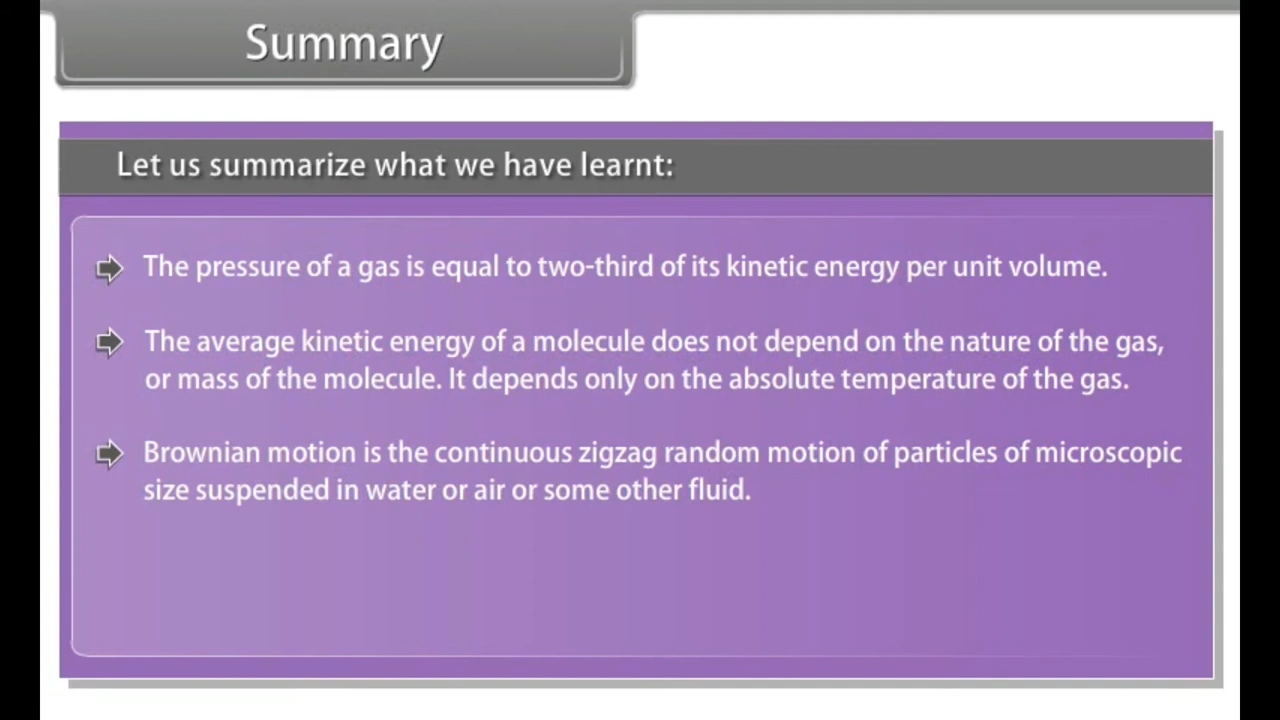 Summary
Let us summarize what we have learnt:
The pressure of a gas is equal to two-third of its kinetic energy per unit volume.
The average kinetic energy of a molecule does not depend on the nature of the gas,
or mass of the molecule. It depends only on the absolute temperature of the gas.
Brownian motion is the continuous zigzag random motion of particles of microscopic
size suspended in water or air or some other fluid.